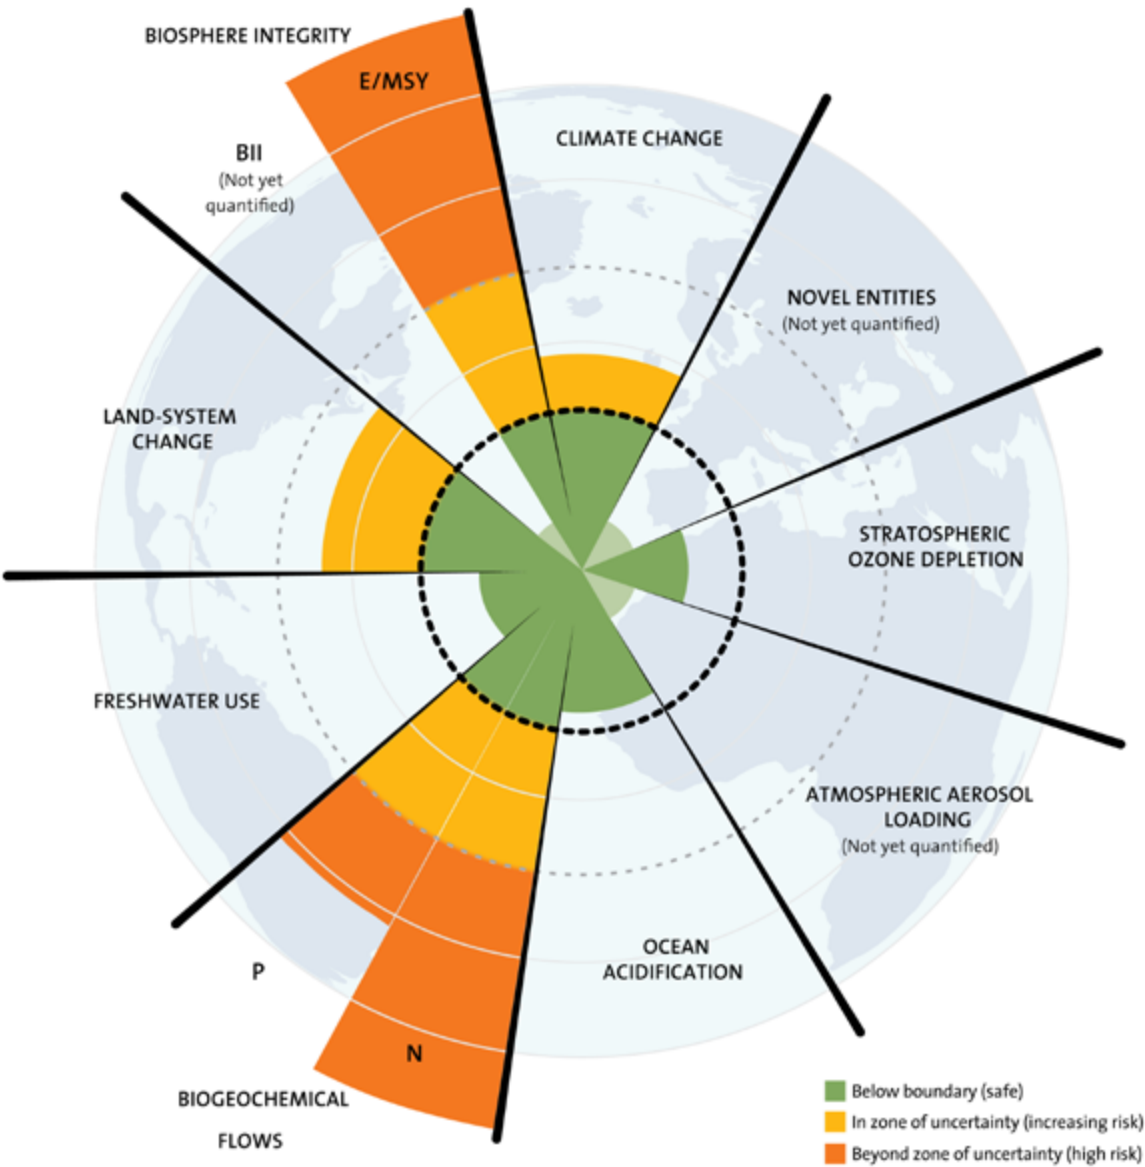 BIOSPHERE INTEGRITY
E/MSY
BII
(Not yet
quantified)
CLIMATE CHANGE
NOVEL ENTITIES
(Not yet quantified)
LAND-SYSTEM
CHANGE
STRATOSPHERIC
OZONE DEPLETION
FRESHWATER USE
ATMOSPHERIC AEROSOL
LOADING
(Not yet quantified)
OCEAN
ACIDIFICATION
P
N
BIOGEOCHEMICAL
FLOWS
Below boundary (safe)
In zone of uncertainty (increasing risk)
Beyond zone of uncertainty (high risk)